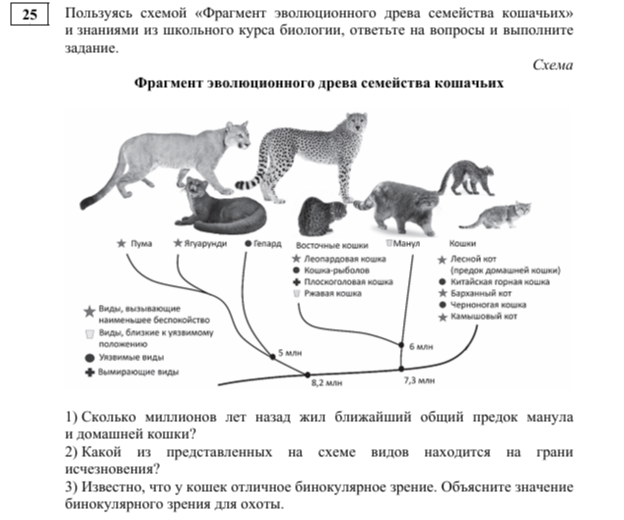 25
Пользуясь схемой «Фрагмент эволюционного древа семейства кошачьих»
и знаниями из школьного курса биологии, ответьте на вопросы и выполните
задание.
Схема
Фрагмент эволюционного древа семейства кошачьих
Пума
Ягуарунди
Гепард
Восточные кошки
Леопардовая кошка
Кошка-рыболов
Плоскоголовая кошка
Ржавая кошка
Манул
Кошки
Лесной кот
(предок домашней кошки)
Китайская горная кошка
Барханный кот
Черноногая кошка
Камышовый кот
Виды, вызывающие
наименьшее беспокойство
Виды, близкие к уязвимому
положению
Уязвимые виды
Вымирающие виды
5 млн
6 млн
8,2 млн
7,3 млн
1) Сколько миллионов лет назад жил ближайший общий предок манула
и домашней кошки?
2) Какой из представленных на схеме видов находится на грани
исчезновения?
3) Известно, что у кошек отличное бинокулярное зрение. Объясните значение
бинокулярного зрения для охоты.